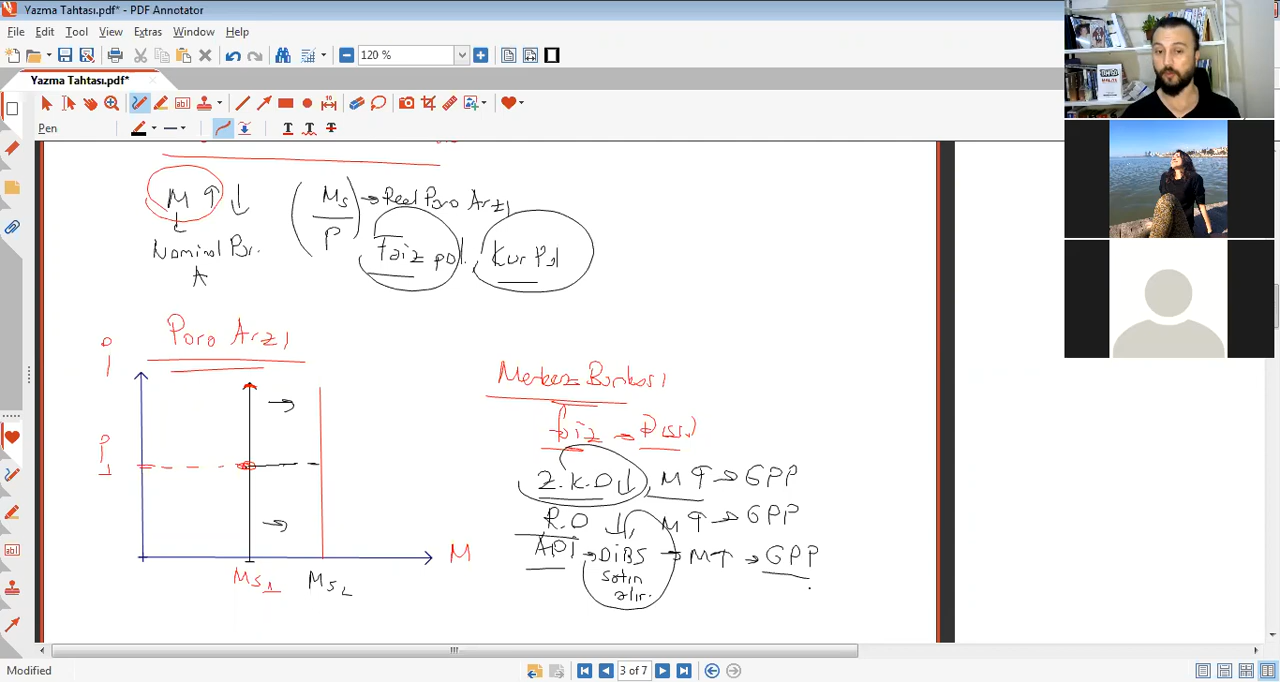 Yazma Tahtası.pdf* - PDF Annotator
File Edit Tool View Extras Window Help
120 %
Yazma Tahtası.pdf*
Pen
M ↑ ↓
Nominal Pr. A
(Ms / P) → Reel Para Arzı
faiz pol. Kur Pol
Para Arzı
i
Ms1 Ms2
M
Merkez Bankası
faiz →
Z.K.O ↓ M ↑ → GPP
R.O ↓ M ↑ → GPP
APİ → DİBS → M ↑ → GPP
satın
alır.
Modified
3 of 7